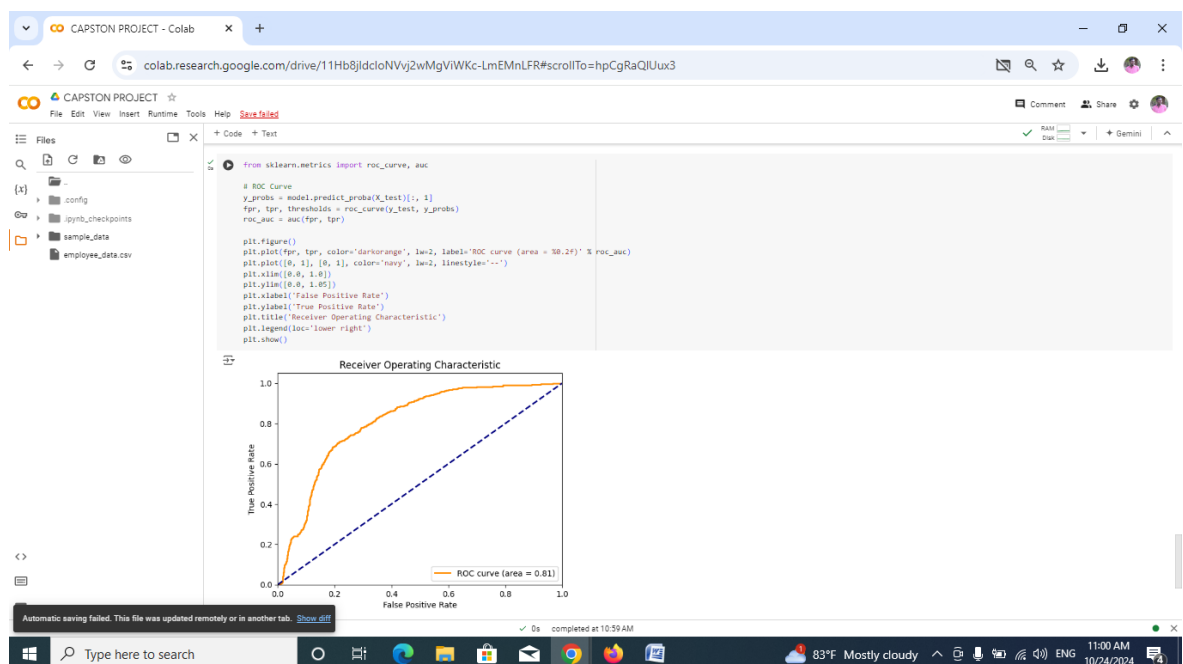 CAPSTON PROJECT - Colab
colab.research.google.com/drive/11Hb8jIdcIoNVvj2wMgViWKc-LmEMnLFR#scrollTo=hpCgRaQIUux3
CAPSTON PROJECT
File Edit View Insert Runtime Tools Help Save failed
Comment Share
Files
+ Code + Text
RAM
Disk
Gemini
..
.config
.ipynb_checkpoints
sample_data
employee_data.csv
{x}
0s
from sklearn.metrics import roc_curve, auc
# ROC Curve
y_probs = model.predict_proba(X_test)[:, 1]
fpr, tpr, thresholds = roc_curve(y_test, y_probs)
roc_auc = auc(fpr, tpr)
plt.figure()
plt.plot(fpr, tpr, color='darkorange', lw=2, label='ROC curve (area = %0.2f)' % roc_auc)
plt.plot([0, 1], [0, 1], color='navy', lw=2, linestyle='--')
plt.xlim([0.0, 1.0])
plt.ylim([0.0, 1.05])
plt.xlabel('False Positive Rate')
plt.ylabel('True Positive Rate')
plt.title('Receiver Operating Characteristic')
plt.legend(loc='lower right')
plt.show()
Receiver Operating Characteristic
1.0
0.8
0.6
0.4
0.2
0.0
True Positive Rate
ROC curve (area = 0.81)
0.0 0.2 0.4 0.6 0.8 1.0
False Positive Rate
Automatic saving failed. This file was updated remotely or in another tab. Show diff
0s completed at 10:59 AM
Type here to search
83°F Mostly cloudy
ENG
11:00 AM
10/24/2024
4